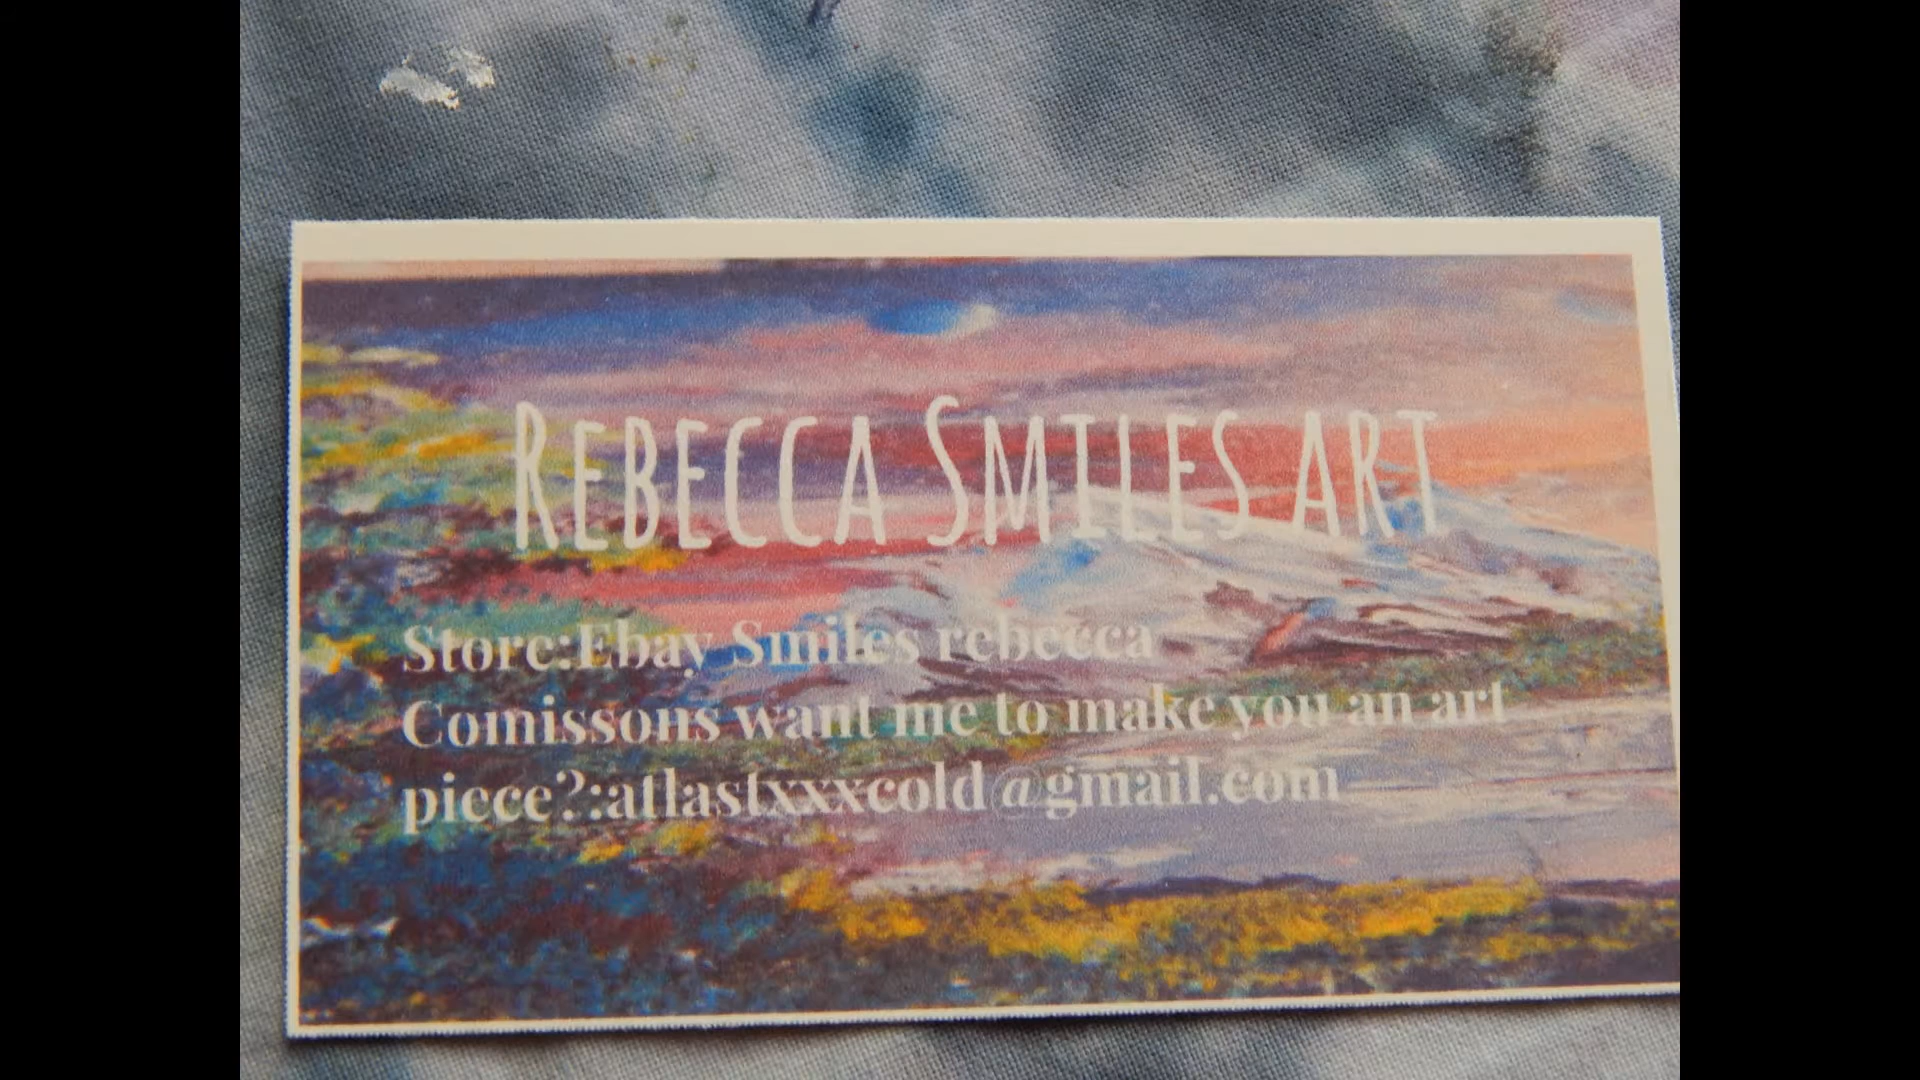 Rebecca Smiles art
Store:Ebay Smiles rebecca
Comissons want me to make you an art
piece?:atlastxxxcold@gmail.com